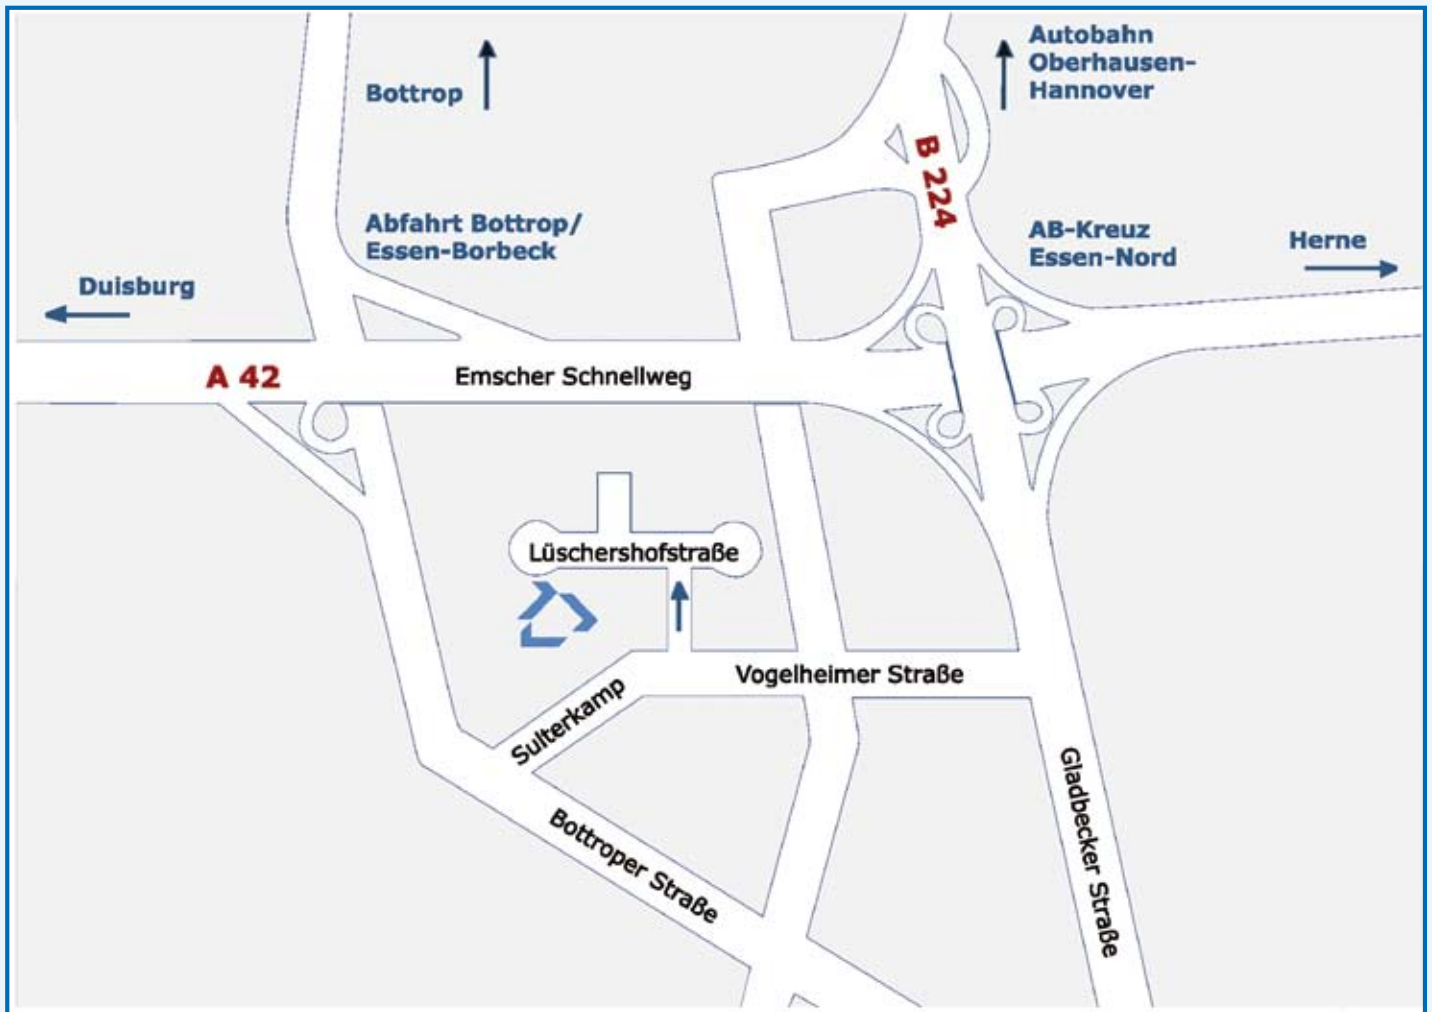 Autobahn
Oberhausen-
Hannover
Bottrop
B 224
Abfahrt Bottrop/
Essen-Borbeck
AB-Kreuz
Essen-Nord
Herne
Duisburg
A 42
Emscher Schnellweg
Lüschershofstraße
Vogelheimer Straße
Sulterkamp
Bottroper Straße
Gladbecker Straße